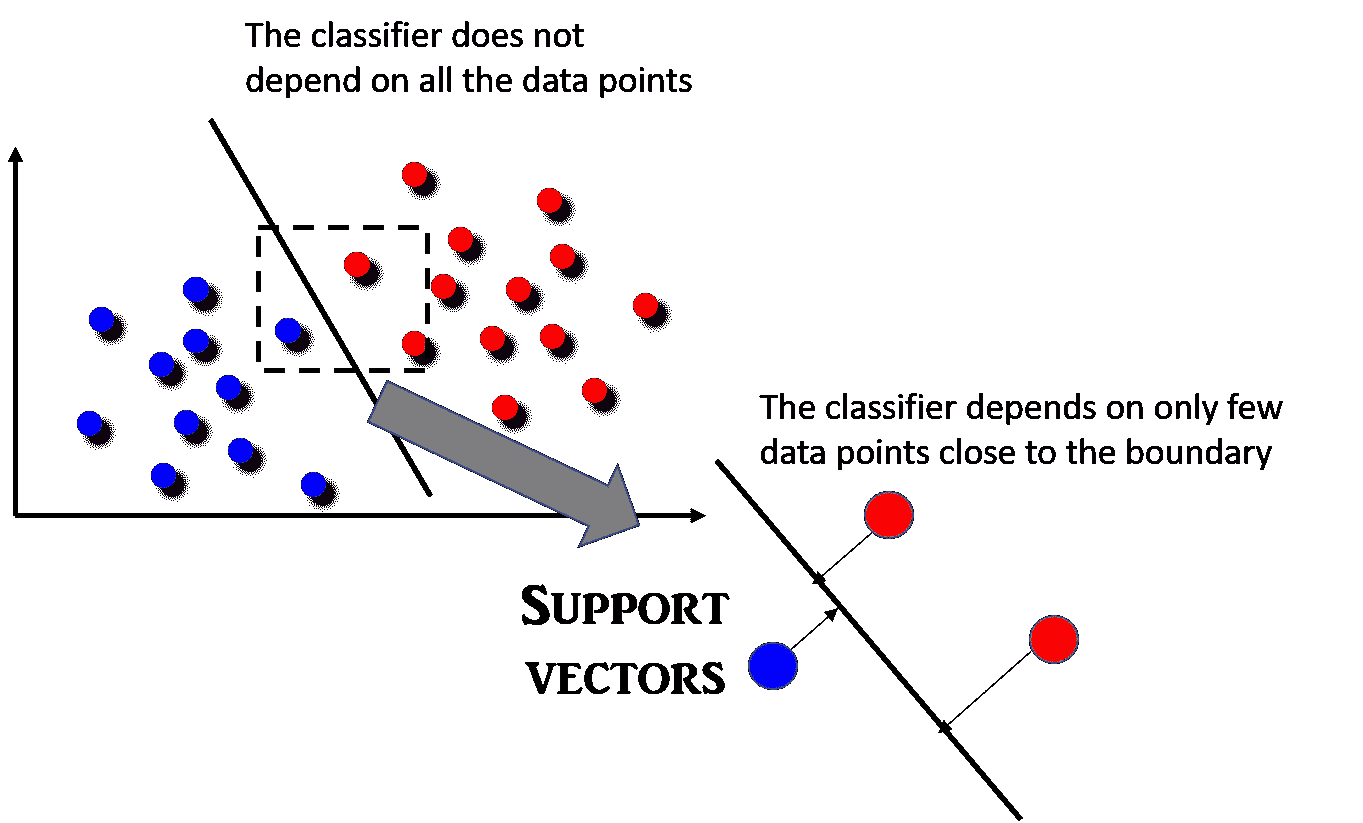 The classifier does not
depend on all the data points
The classifier depends on only few
data points close to the boundary
SUPPORT
VECTORS